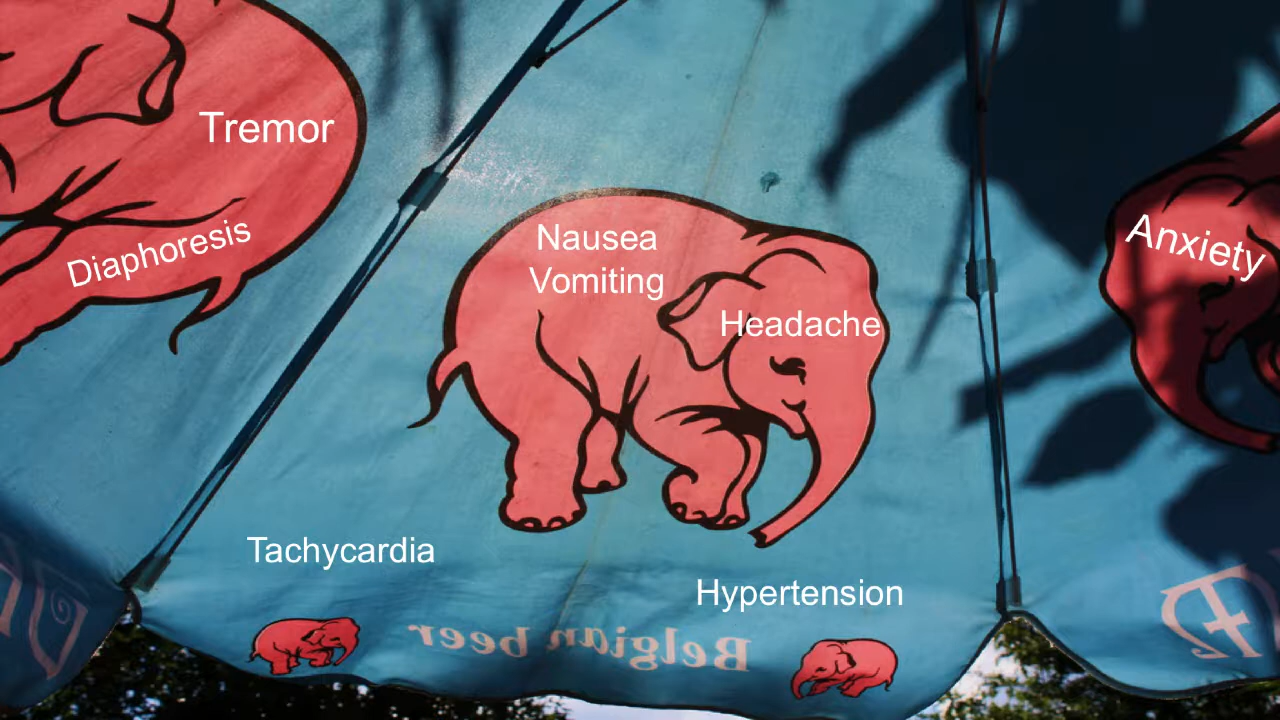 Tremor
Diaphoresis
Nausea
Vomiting
Headache
Anxiety
Tachycardia
Hypertension
Belgian beer